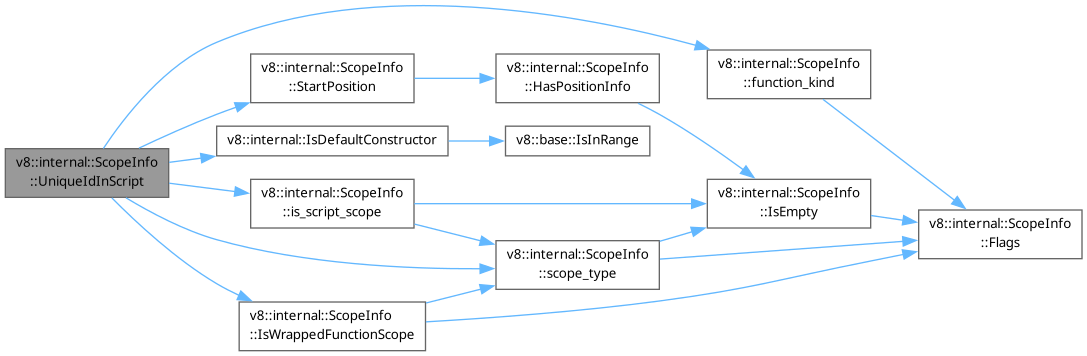 v8::internal::ScopeInfo
::UniqueIdInScript
v8::internal::ScopeInfo
::StartPosition
v8::internal::IsDefaultConstructor
v8::internal::ScopeInfo
::is_script_scope
v8::internal::ScopeInfo
::IsWrappedFunctionScope
v8::internal::ScopeInfo
::HasPositionInfo
v8::base::IsInRange
v8::internal::ScopeInfo
::scope_type
v8::internal::ScopeInfo
::function_kind
v8::internal::ScopeInfo
::IsEmpty
v8::internal::ScopeInfo
::Flags